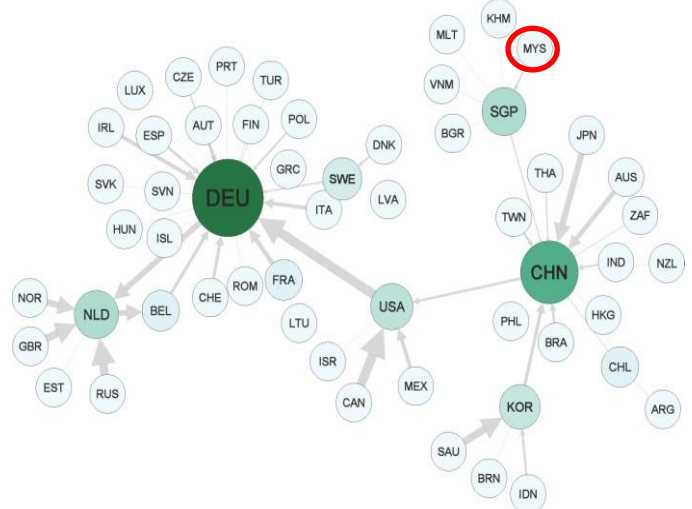 KHM
MLT
MYS
PRT
CZE
TUR
LUX
VNM
SGP
IRL
ESP
AUT
FIN
POL
BGR
JPN
DNK
GRC
SWE
THA
AUS
SVK
SVN
DEU
LVA
ITA
TWN
ZAF
HUN
ISL
CHN
IND
NZL
CHE
ROM
FRA
NOR
NLD
BEL
USA
HKG
LTU
PHL
BRA
GBR
ISR
CHL
EST
RUS
CAN
MEX
KOR
ARG
SAU
BRN
IDN